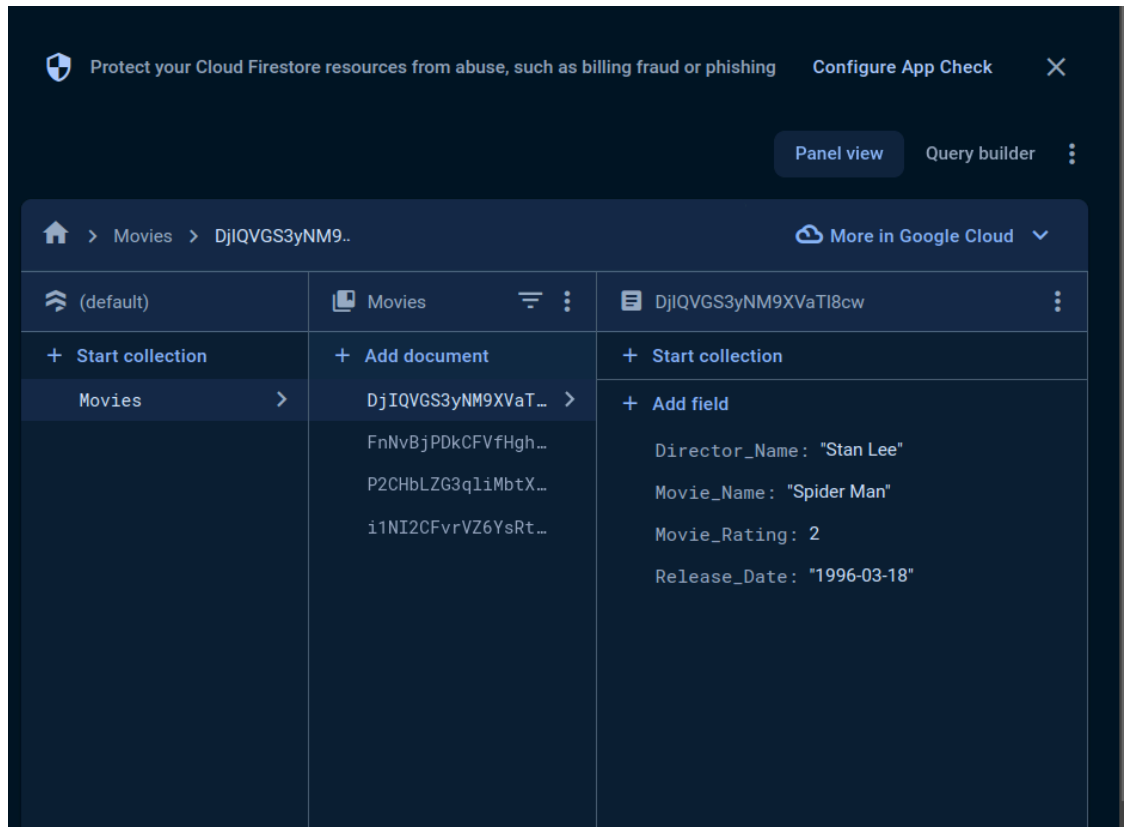 Protect your Cloud Firestore resources from abuse, such as billing fraud or phishing Configure App Check
Panel view Query builder
Movies DjIQVGS3yNM9..
More in Google Cloud
(default)
Movies
DjIQVGS3yNM9XVaTl8cw
+ Start collection
+ Add document
+ Start collection
Movies
DjIQVGS3yNM9XVaT…
FnNvBjPDkCFVfHgh…
P2CHbLZG3qliMbtX…
i1NI2CFvrVZ6YsRt…
+ Add field
Director_Name: "Stan Lee"
Movie_Name: "Spider Man"
Movie_Rating: 2
Release_Date: "1996-03-18"